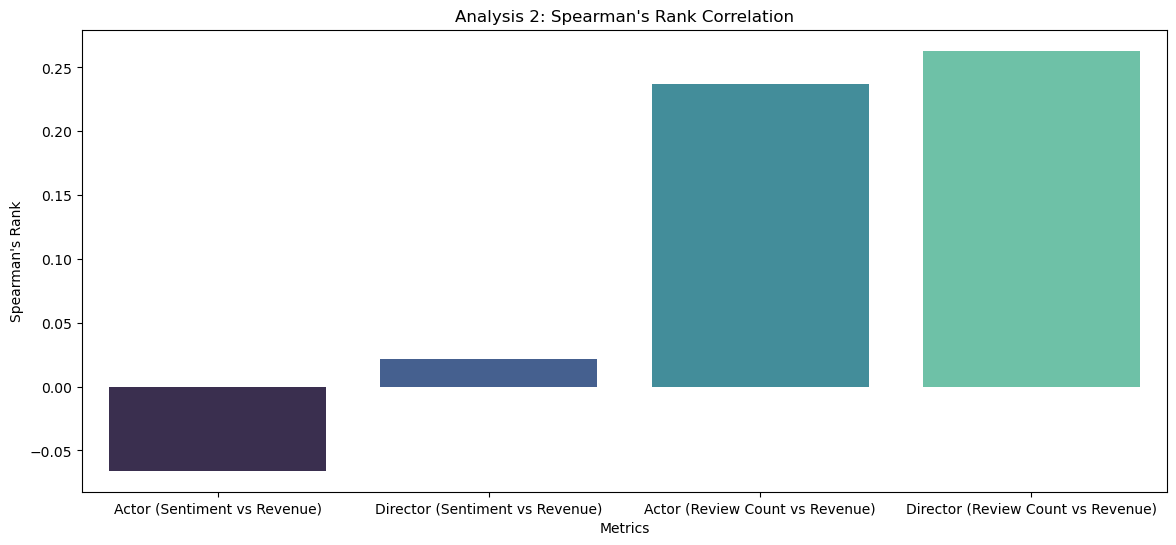 Analysis 2: Spearman's Rank Correlation
Spearman's Rank
0.25
0.20
0.15
0.10
0.05
0.00
−0.05
Actor (Sentiment vs Revenue)
Director (Sentiment vs Revenue)
Actor (Review Count vs Revenue)
Director (Review Count vs Revenue)
Metrics